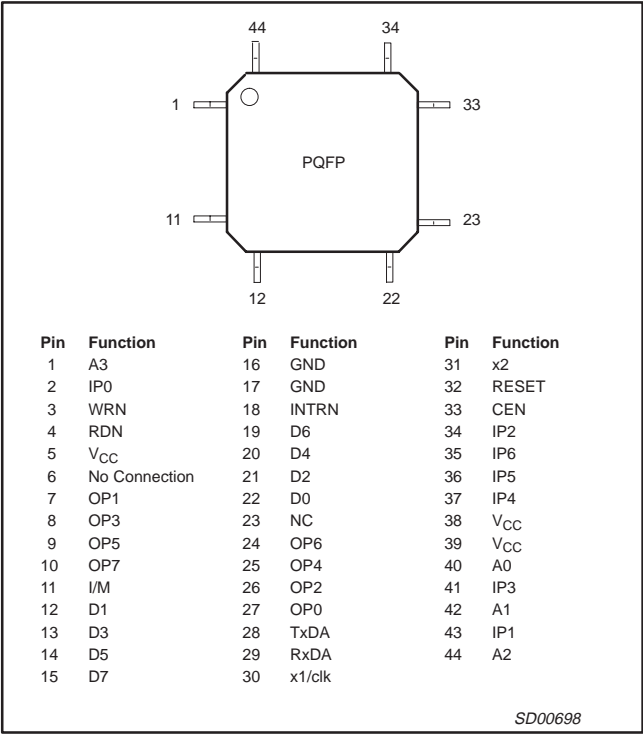 44 34
1 33
PQFP
11 23
12 22
Pin Function Pin Function Pin Function
1 A3 16 GND 31 x2
2 IP0 17 GND 32 RESET
3 WRN 18 INTRN 33 CEN
4 RDN 19 D6 34 IP2
5 VCC 20 D4 35 IP6
6 No Connection 21 D2 36 IP5
7 OP1 22 D0 37 IP4
8 OP3 23 NC 38 VCC
9 OP5 24 OP6 39 VCC
10 OP7 25 OP4 40 A0
11 I/M 26 OP2 41 IP3
12 D1 27 OP0 42 A1
13 D3 28 TxDA 43 IP1
14 D5 29 RxDA 44 A2
15 D7 30 x1/clk
SD00698